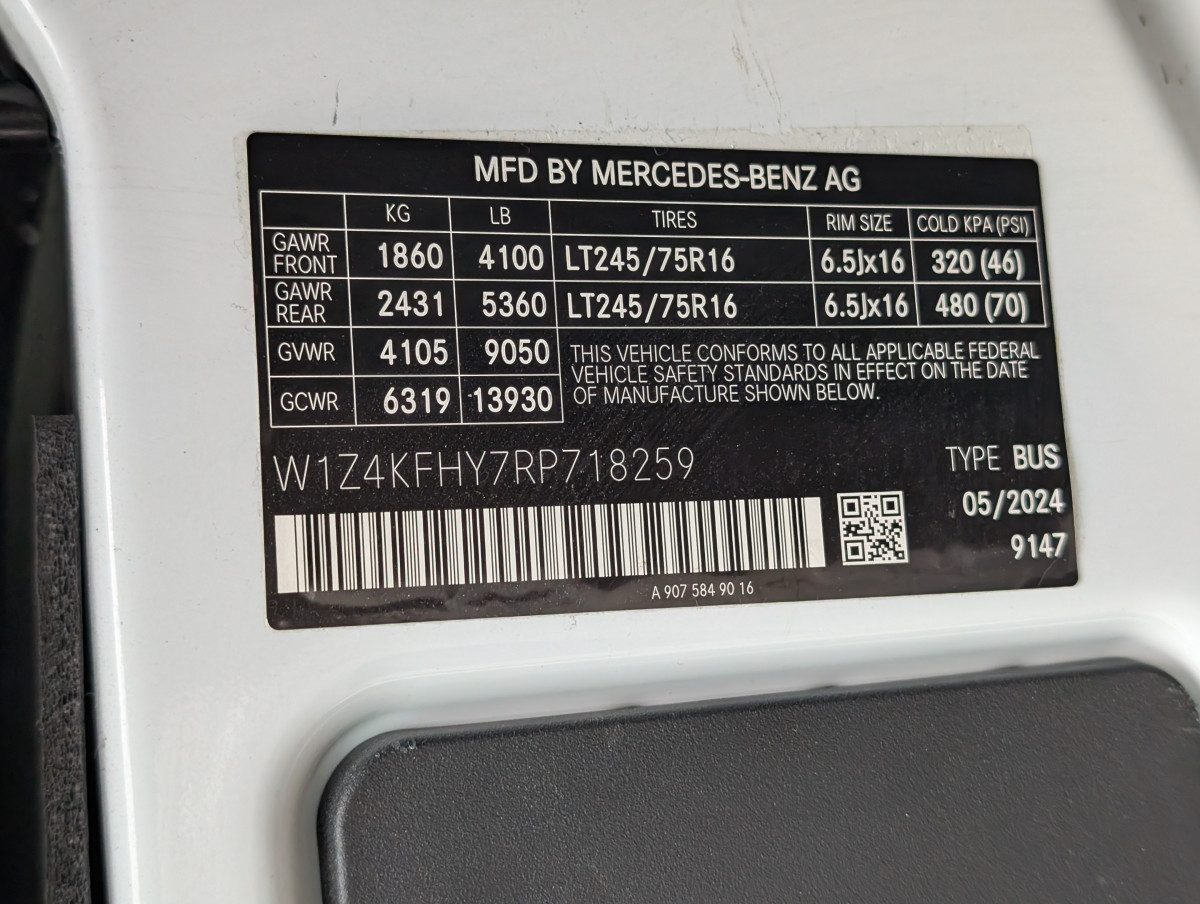 MFD BY MERCEDES-BENZ AG
KG LB TIRES RIM SIZE COLD KPA (PSI)
GAWR FRONT 1860 4100 LT245/75R16 6.5Jx16 320 (46)
GAWR REAR 2431 5360 LT245/75R16 6.5Jx16 480 (70)
GVWR 4105 9050
GCWR 6319 13930
THIS VEHICLE CONFORMS TO ALL APPLICABLE FEDERAL
VEHICLE SAFETY STANDARDS IN EFFECT ON THE DATE
OF MANUFACTURE SHOWN BELOW.
W1Z4KFHY7RP718259
TYPE BUS
05/2024
9147
A 907 584 90 16